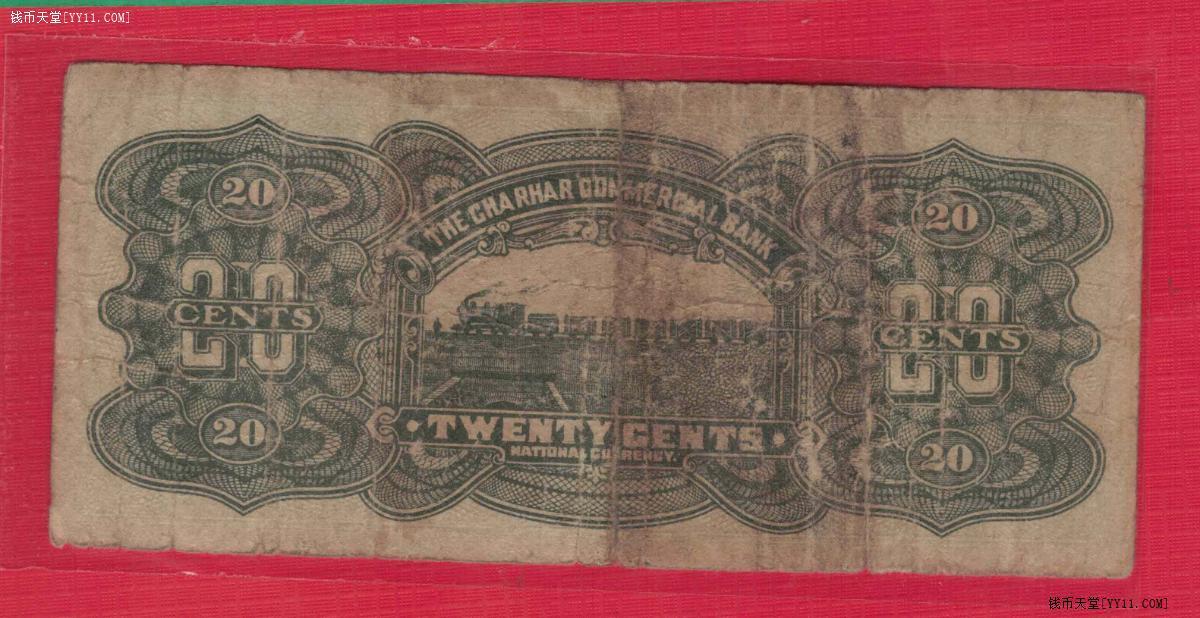 钱币天堂[YY11.COM]
THE CHARHAR COMMERCIAL BANK
20
20
20
CENTS
20
CENTS
TWENTY CENTS
NATIONAL CURRENCY.
20
20
钱币天堂[YY11.COM]